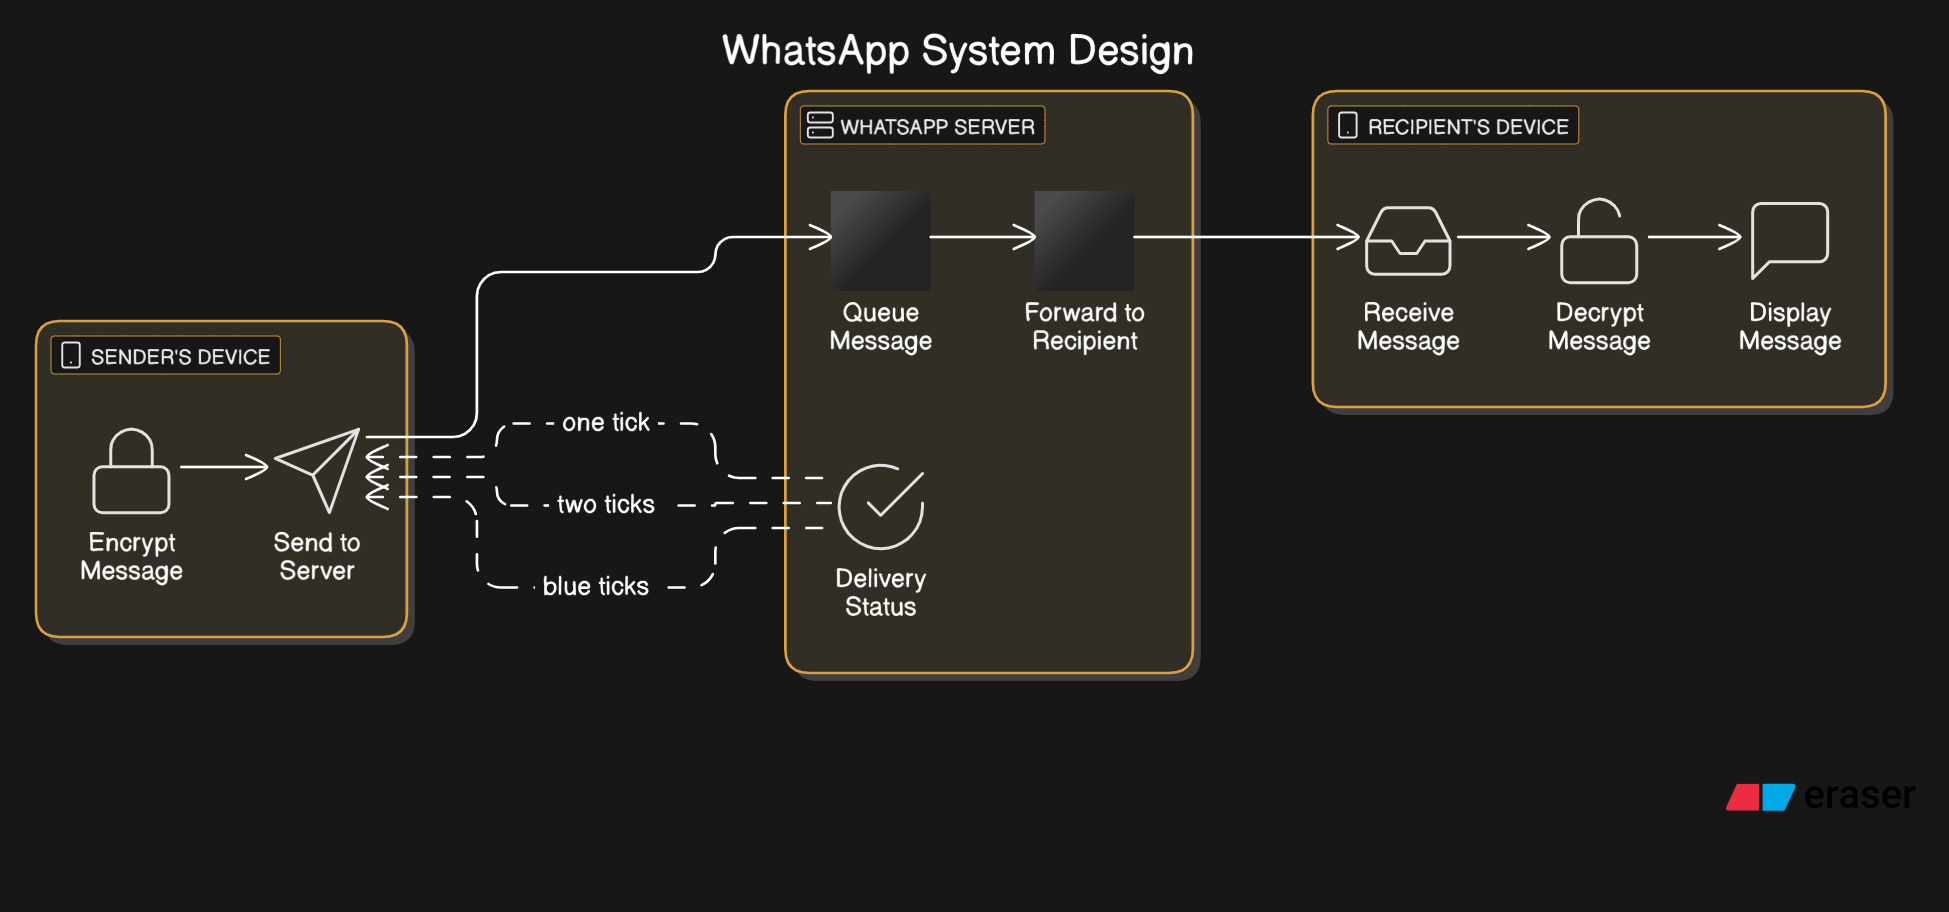 WhatsApp System Design
WHATSAPP SERVER
RECIPIENT'S DEVICE
Queue
Message
Forward to
Recipient
Receive
Message
Decrypt
Message
Display
Message
SENDER'S DEVICE
Encrypt
Message
Send to
Server
one tick
two ticks
blue ticks
Delivery
Status
eraser